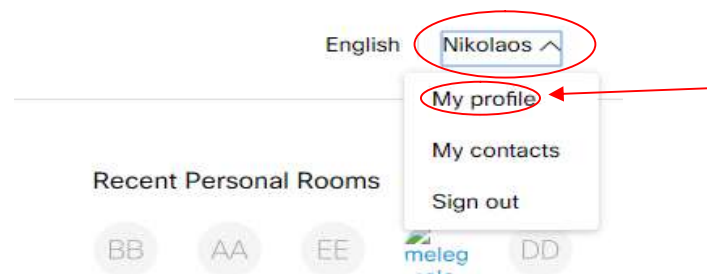 English Nikolaos
My profile
My contacts
Recent Personal Rooms
Sign out
BB AA EE meleg DD